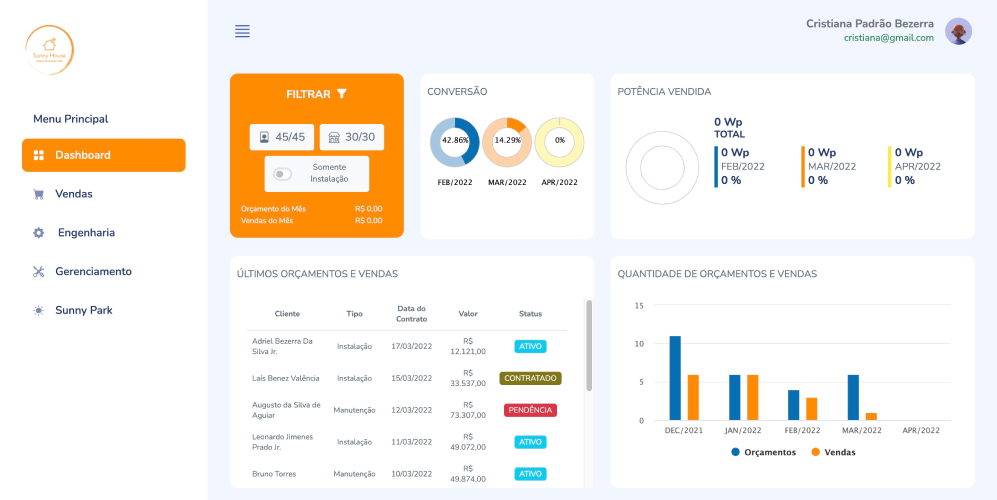 Sunny House
Cristiana Padrão Bezerra
cristiana@gmail.com
Menu Principal
Dashboard
Vendas
Engenharia
Gerenciamento
Sunny Park
FILTRAR
45/45
30/30
Somente
Instalação
Orçamento do Mês R$ 0,00
Vendas do Mês R$ 0,00
CONVERSÃO
42.86% 14.29% 0%
FEB/2022 MAR/2022 APR/2022
POTÊNCIA VENDIDA
0 Wp
TOTAL
0 Wp
FEB/2022
0 %
0 Wp
MAR/2022
0 %
0 Wp
APR/2022
0 %
ÚLTIMOS ORÇAMENTOS E VENDAS
Cliente Tipo Data do Contrato Valor Status
Adriel Bezerra Da
Silva Jr.
Instalação
17/03/2022
R$
12.121,00
ATIVO
Laís Benez Valência
Instalação
15/03/2022
R$
33.537,00
CONTRATADO
Augusto da Silva de
Aguiar
Manutenção
12/03/2022
R$
73.307,00
PENDÊNCIA
Leonardo Jimenes
Prado Jr.
Instalação
11/03/2022
R$
49.072,00
ATIVO
Bruno Torres
Manutenção
10/03/2022
R$
49.874,00
ATIVO
QUANTIDADE DE ORÇAMENTOS E VENDAS
15
10
5
0
DEC/2021 JAN/2022 FEB/2022 MAR/2022 APR/2022
Orçamentos Vendas